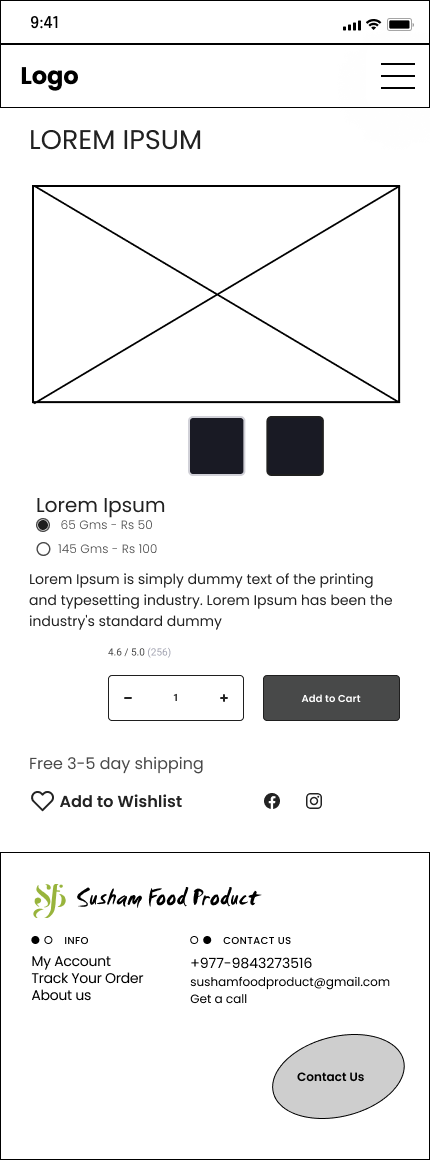 9:41
Logo
LOREM IPSUM
Lorem Ipsum
65 Gms - Rs 50
145 Gms - Rs 100
Lorem Ipsum is simply dummy text of the printing
and typesetting industry. Lorem Ipsum has been the
industry's standard dummy
4.6 / 5.0 (256)
- 1 +
Add to Cart
Free 3-5 day shipping
Add to Wishlist
Susham Food Product
INFO
My Account
Track Your Order
About us
CONTACT US
+977-9843273516
sushamfoodproduct@gmail.com
Get a call
Contact Us